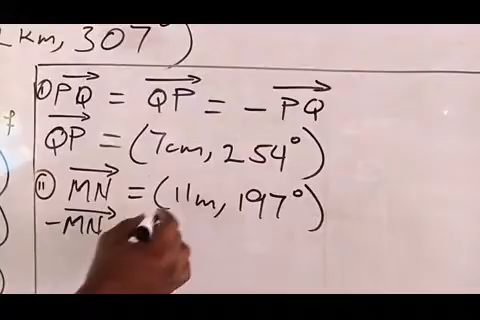 km, 307°)
f
(i) PQ→ = QP→ = -PQ→
QP→ = (7cm, 254°)
(ii) MN→ = (11m, 197°)
-MN→